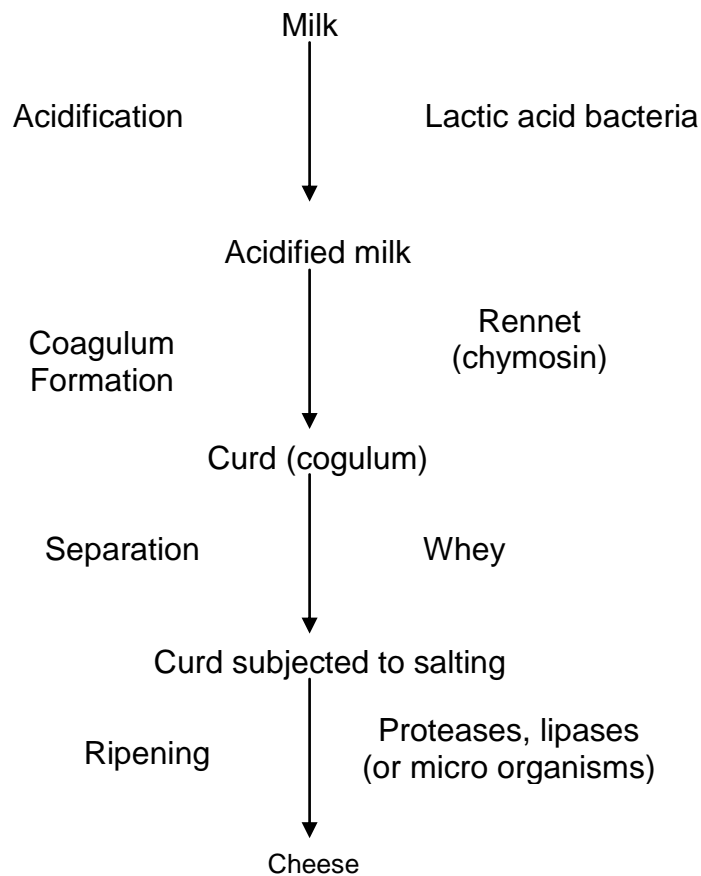 Milk
Acidification
Lactic acid bacteria
Acidified milk
Coagulum
Formation
Rennet
(chymosin)
Curd (cogulum)
Separation
Whey
Curd subjected to salting
Ripening
Proteases, lipases
(or micro organisms)
Cheese